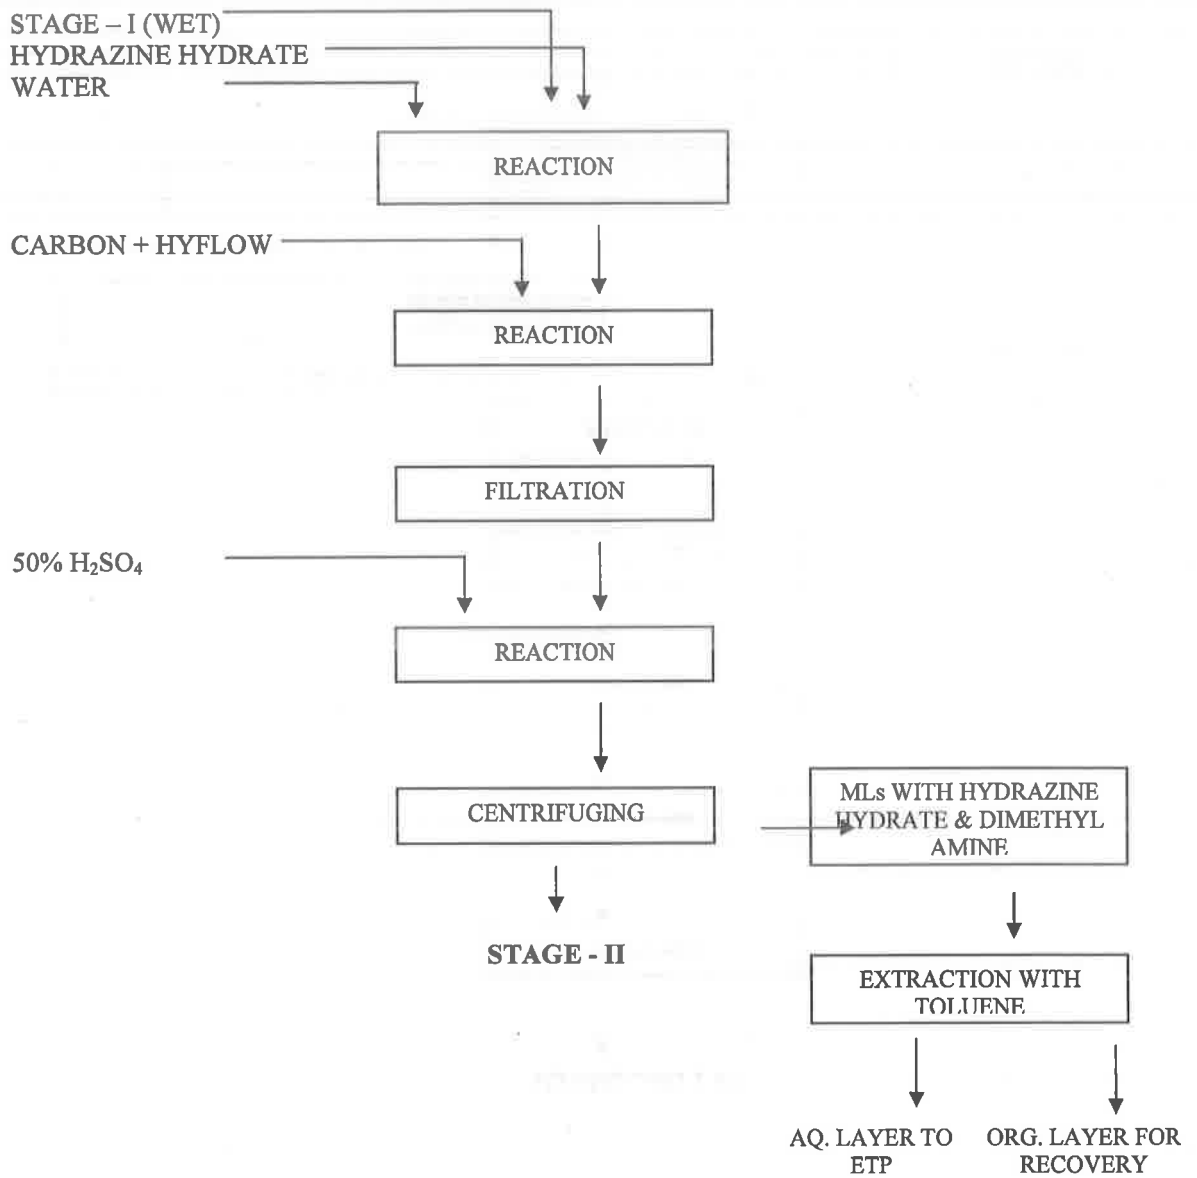 STAGE – I (WET)
HYDRAZINE HYDRATE
WATER
REACTION
CARBON + HYFLOW
REACTION
FILTRATION
50% H₂SO₄
REACTION
CENTRIFUGING
MLs WITH HYDRAZINE
HYDRATE & DIMETHYL
AMINE
STAGE - II
EXTRACTION WITH
TOLUENE
AQ. LAYER TO
ETP
ORG. LAYER FOR
RECOVERY